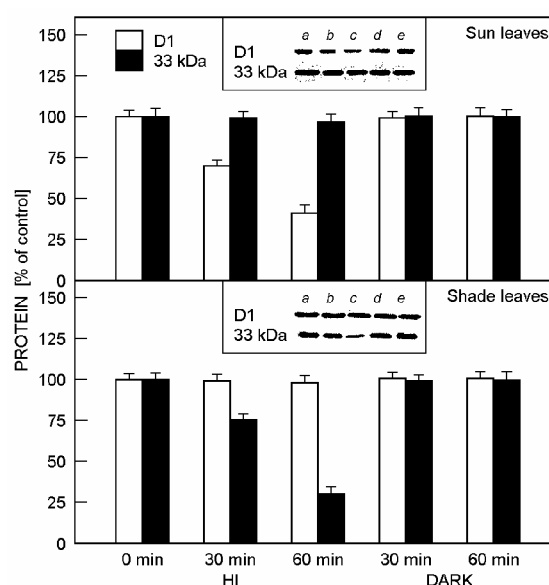 150
125
100
75
50
25
0
D1
33 kDa
a b c d e
D1
33 kDa
Sun leaves
PROTEIN [% of control]
150
100
75
50
25
0
a b c d e
D1
33 kDa
Shade leaves
0 min 30 min 60 min 30 min 60 min
HI DARK